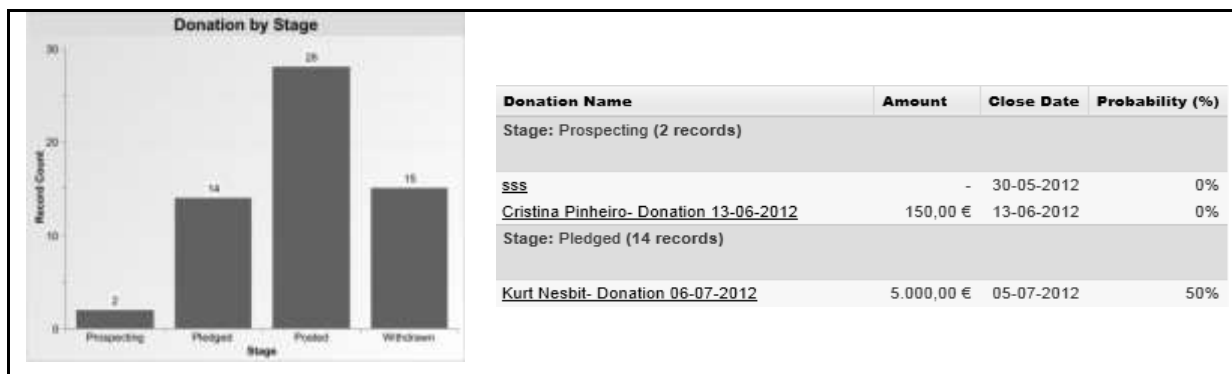 Donation by Stage
30
20
10
0
Record Count
2
14
28
15
Prospecting Pledged Posted Withdrawn
Stage
Donation Name Amount Close Date Probability (%)
Stage: Prospecting (2 records)
sss - 30-05-2012 0%
Cristina Pinheiro- Donation 13-06-2012 150,00 € 13-06-2012 0%
Stage: Pledged (14 records)
Kurt Nesbit- Donation 06-07-2012 5.000,00 € 05-07-2012 50%